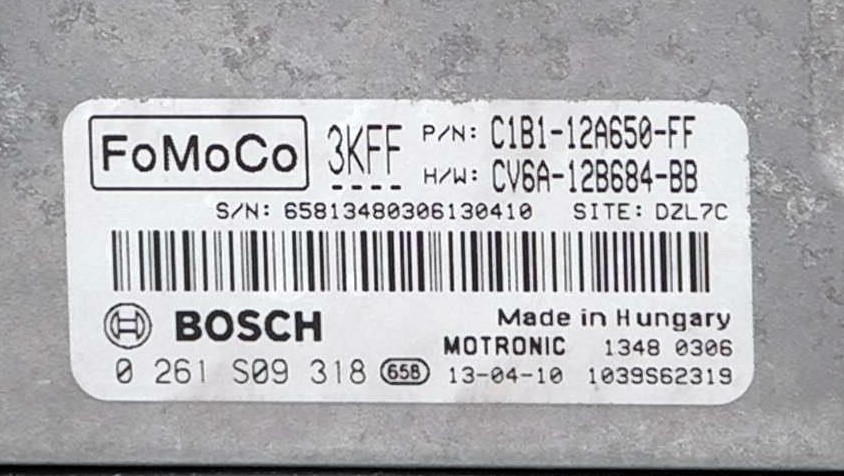 FoMoCo 3KFF P/N: C1B1-12A650-FF
H/W: CV6A-12B684-BB
S/N: 65813480306130410 SITE: DZL7C
BOSCH Made in Hungary
MOTRONIC 1348 0306
0 261 S09 318 658 13-04-10 1039S62319